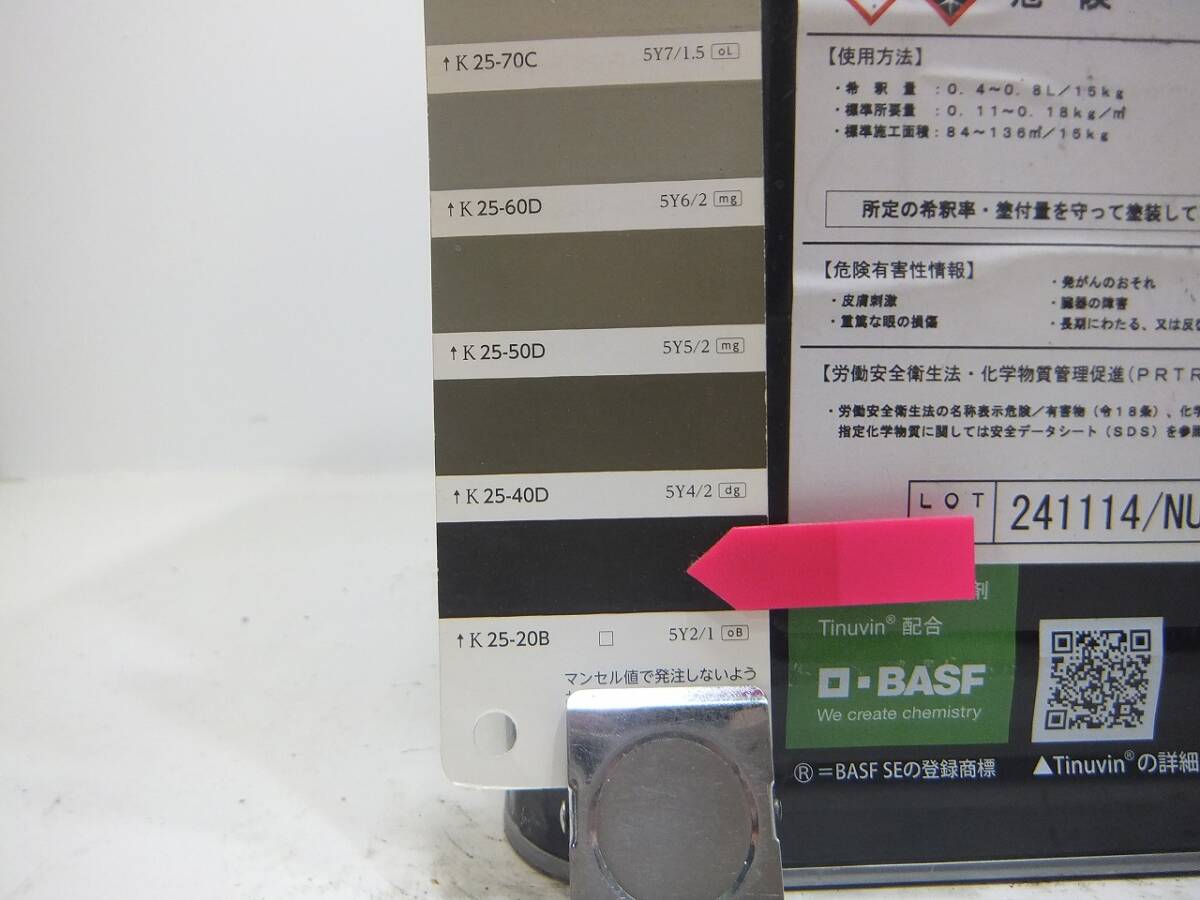 ↑K 25-70C 5Y7/1.5 oL
↑K 25-60D 5Y6/2 mg
↑K 25-50D 5Y5/2 mg
↑K 25-40D 5Y4/2 dg
↑K 25-20B □ 5Y2/1 oB
マンセル値で発注しないよう
危 険
【使用方法】
・希 釈 量 :0.4~0.8L/15kg
・標準所要量 :0.11~0.18kg/㎡
・標準施工面積:84~136㎡/15kg
所定の希釈率・塗付量を守って塗装して
【危険有害性情報】
・皮膚刺激
・重篤な眼の損傷
・発がんのおそれ
・臓器の障害
・長期にわたる、又は反復
【労働安全衛生法・化学物質管理促進(PRTR
・労働安全衛生法の名称表示危険/有害物(令18条)、化学
指定化学物質に関しては安全データシート(SDS)を参照
LOT 241114/NU
剤
Tinuvin® 配合
BASF
We create chemistry
®=BASF SEの登録商標
▲Tinuvin®の詳細